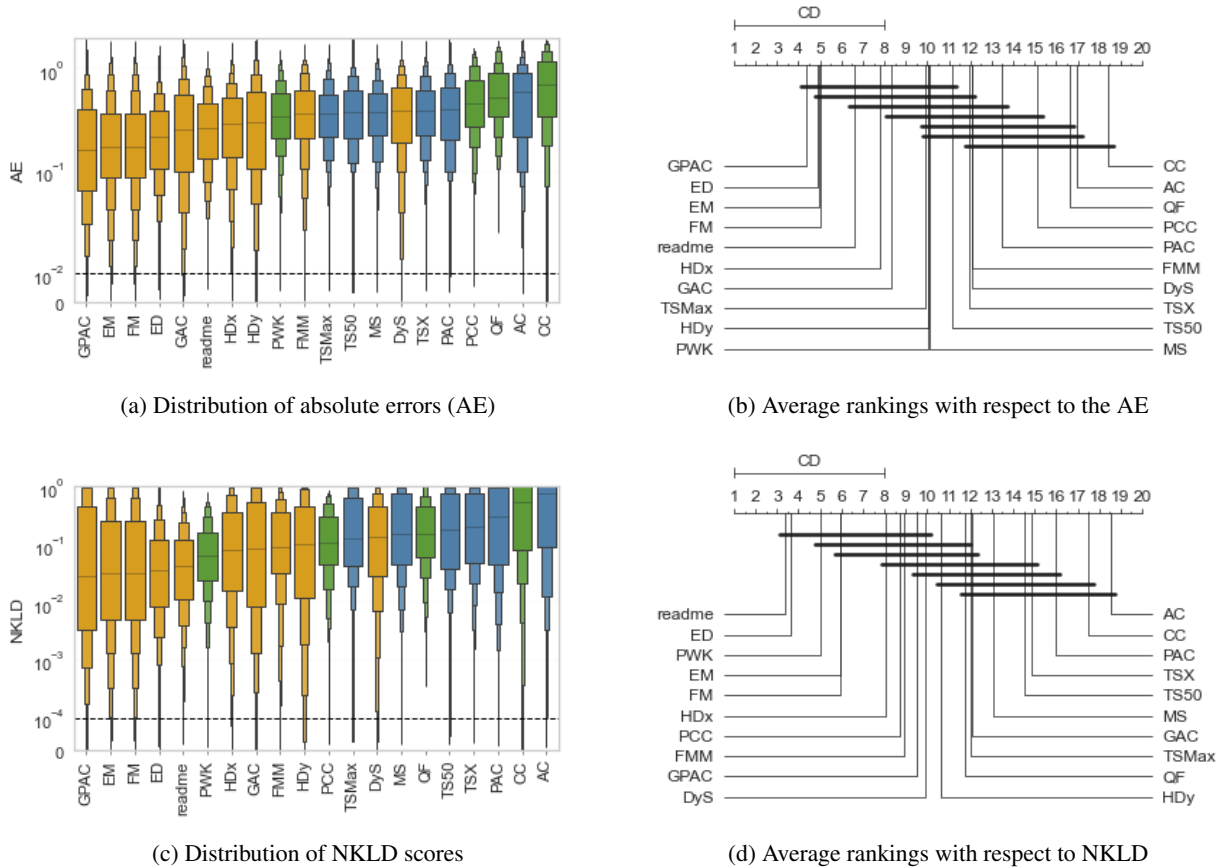 CD
1 2 3 4 5 6 7 8 9 10 11 12 13 14 15 16 17 18 19 20
10^0
10^-1
10^-2
0
AE
GPAC EM FM ED GAC readme HDx HDy PWK FMM TSMax TS50 MS DyS TSX PAC PCC QF AC CC
GPAC CC
ED AC
EM QF
FM PCC
readme PAC
HDx FMM
GAC DyS
TSMax TSX
HDy TS50
PWK MS
(a) Distribution of absolute errors (AE)
(b) Average rankings with respect to the AE
10^0
10^-1
10^-2
10^-3
10^-4
0
NKLD
GPAC EM FM ED readme PWK HDx GAC FMM HDy PCC TSMax DyS MS QF TS50 TSX PAC CC AC
CD
1 2 3 4 5 6 7 8 9 10 11 12 13 14 15 16 17 18 19 20
readme AC
ED CC
PWK PAC
EM TSX
FM TS50
HDx MS
PCC GAC
FMM TSMax
GPAC QF
DyS HDy
(c) Distribution of NKLD scores
(d) Average rankings with respect to NKLD